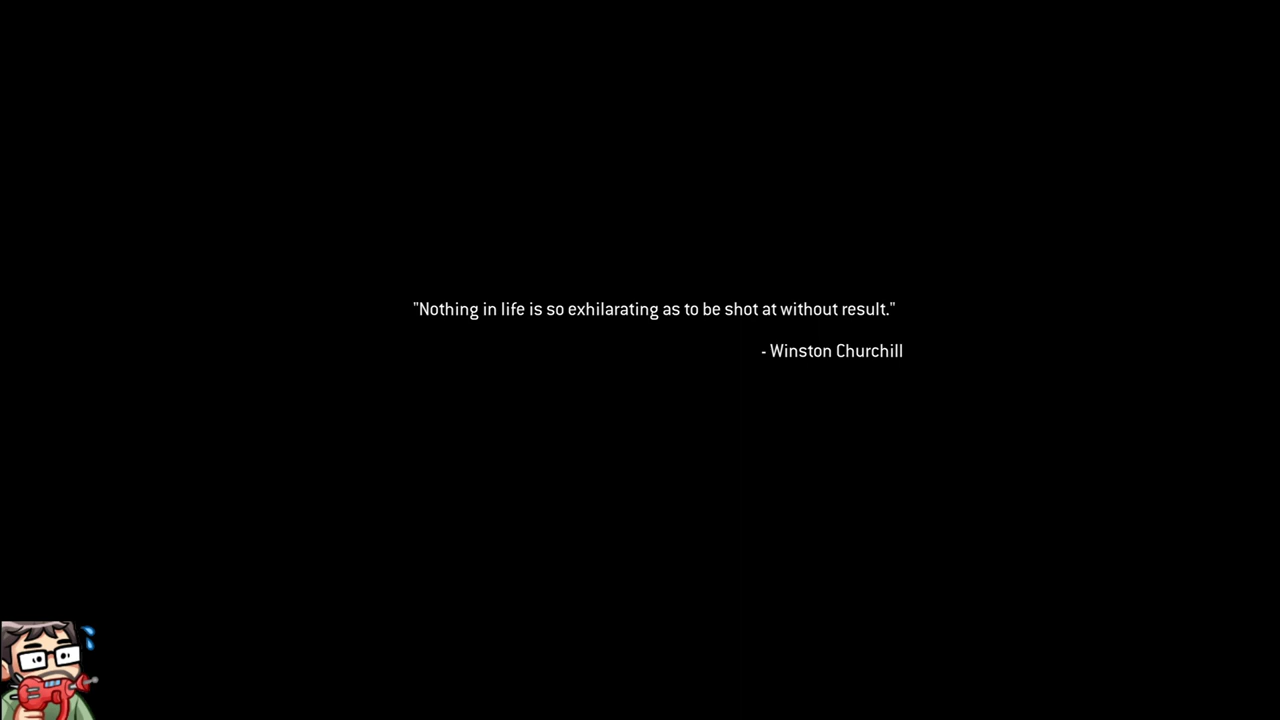 "Nothing in life is so exhilarating as to be shot at without result."
- Winston Churchill